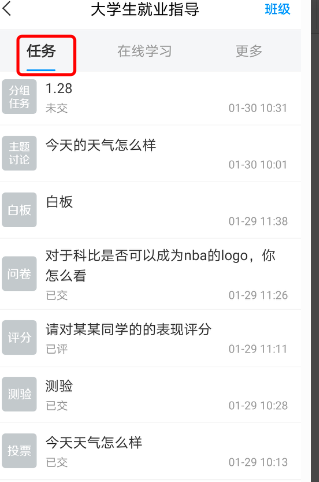 大学生就业指导
班级
任务
在线学习
更多
分组
任务
1.28
未交
01-30 10:31
主题
讨论
今天的天气怎么样
01-30 10:01
白板
白板
01-29 11:38
问卷
对于科比是否可以成为nba的logo，你
怎么看
已交
01-29 11:26
评分
请对某某同学的的表现评分
已评
01-29 11:11
测验
测验
已交
01-29 10:28
投票
今天天气怎么样
已交
01-29 10:13